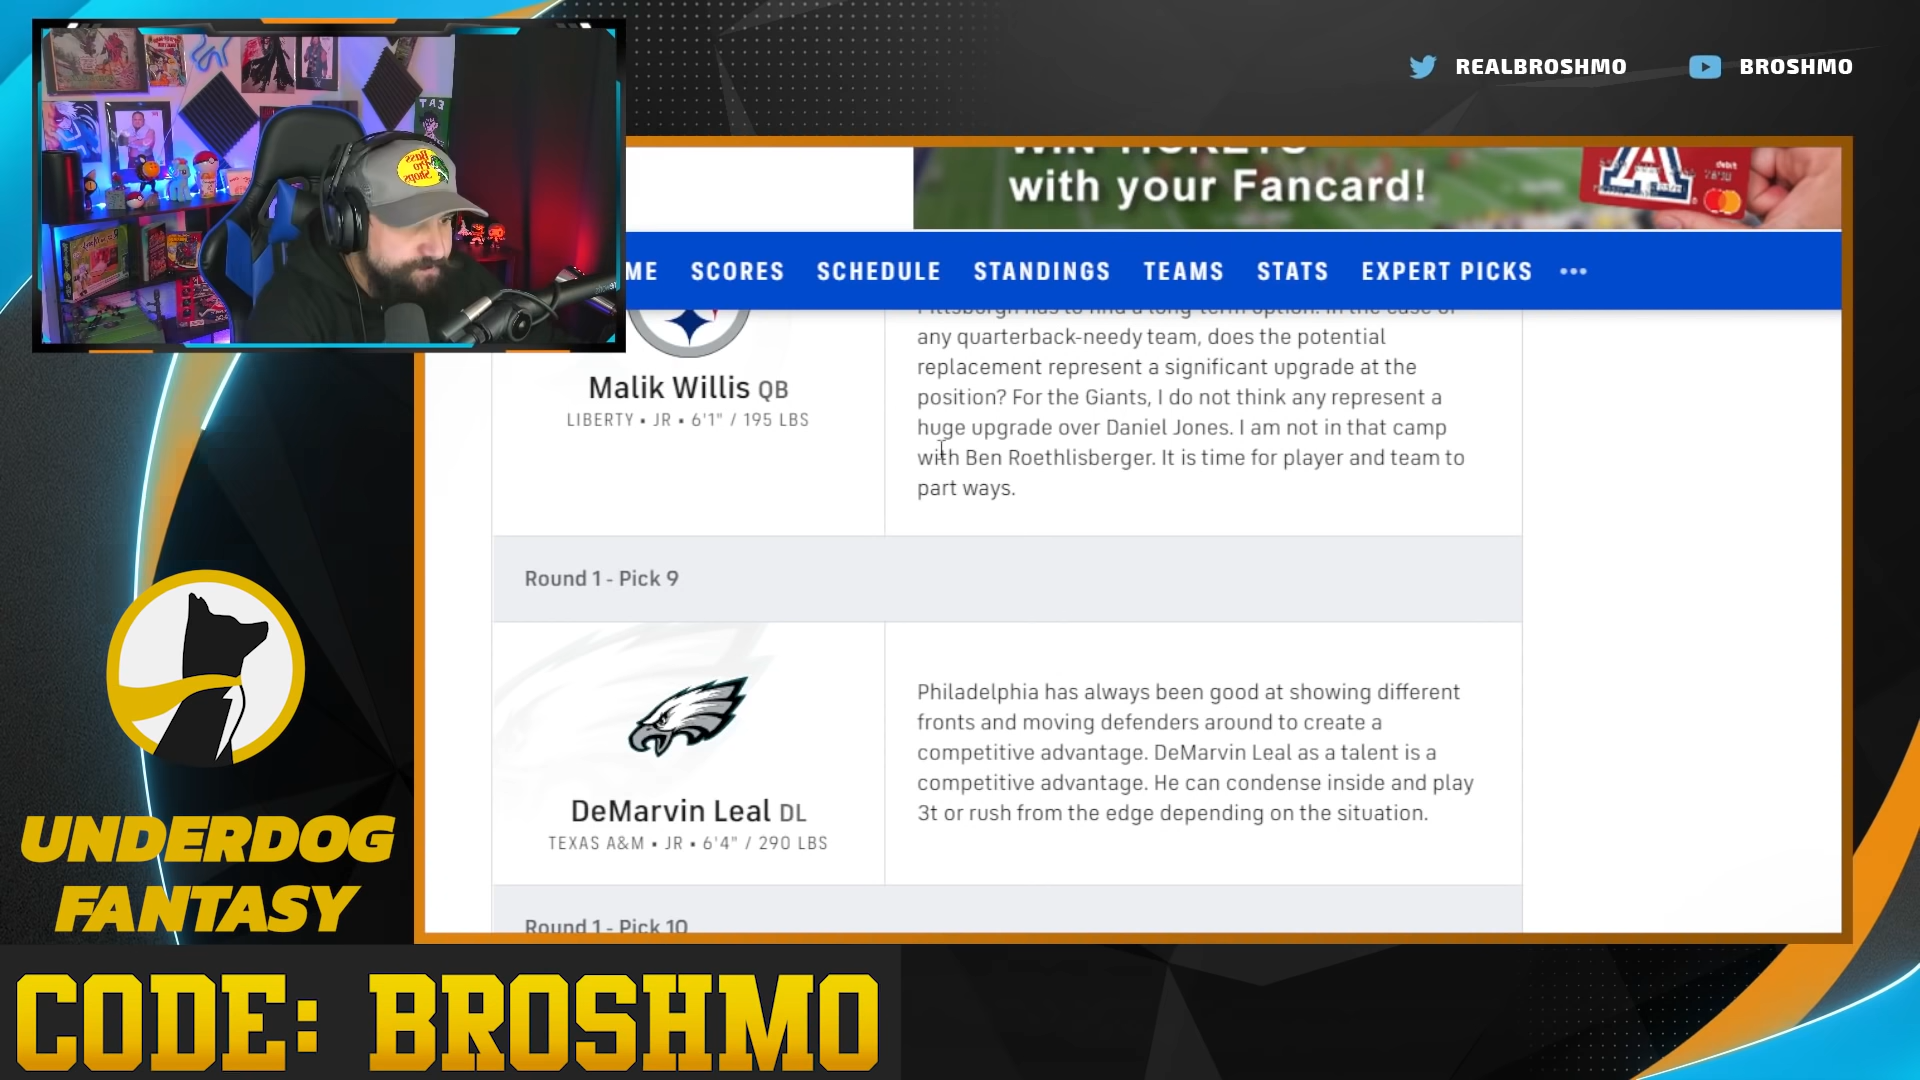 REALBROSHMO
BROSHMO
with your Fancard!
debit
ME SCORES SCHEDULE STANDINGS TEAMS STATS EXPERT PICKS •••
any quarterback-needy team, does the potential
replacement represent a significant upgrade at the
position? For the Giants, I do not think any represent a
huge upgrade over Daniel Jones. I am not in that camp
with Ben Roethlisberger. It is time for player and team to
part ways.
Malik Willis QB
LIBERTY • JR • 6'1" / 195 LBS
Round 1 - Pick 9
Philadelphia has always been good at showing different
fronts and moving defenders around to create a
competitive advantage. DeMarvin Leal as a talent is a
competitive advantage. He can condense inside and play
3t or rush from the edge depending on the situation.
DeMarvin Leal DL
TEXAS A&M • JR • 6'4" / 290 LBS
Round 1 - Pick 10
Bass
Pro
Shops
EAT
UNDERDOG
FANTASY
CODE: BROSHMO